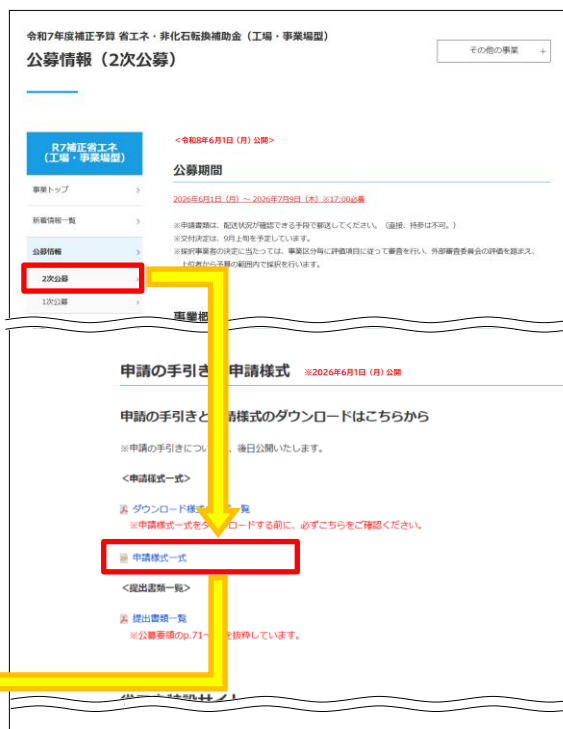 令和7年度補正予算 省エネ・非化石転換補助金（工場・事業場型）
公募情報（2次公募）
その他の事業 +
R7補正省エネ
（工場・事業場型）
事業トップ
新着情報一覧
公募情報
2次公募
1次公募
＜令和8年6月1日（月）公開＞
公募期間
2026年6月1日（月）～ 2026年7月9日（木）※17:00必着
※申請書類は、配送状況が確認できる手段で郵送してください。（直接、持参は不可。）
※交付決定は、9月上旬を予定しています。
※採択事業者の決定に当たっては、事業区分毎に評価項目に従って審査を行い、外部審査委員会の評価を踏まえ、
上位者から予算の範囲内で採択を行います。
事業概
申請の手引き 申請様式 ※2026年6月1日（月）公開
申請の手引きと 請様式のダウンロードはこちらから
※申請の手引きについ 、後日公開いたします。
＜申請様式一式＞
ダウンロード様式 覧
※申請様式一式をダ ロードする前に、必ずこちらをご確認ください。
申請様式一式
＜提出書類一覧＞
提出書類一覧
※公募要領のp.71～ を抜粋しています。